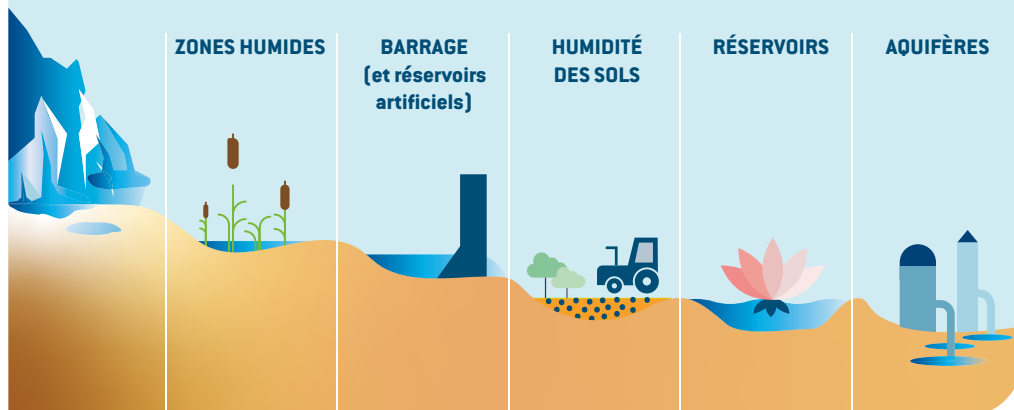 ZONES HUMIDES
BARRAGE
(et réservoirs
artificiels)
HUMIDITÉ
DES SOLS
RÉSERVOIRS
AQUIFÈRES